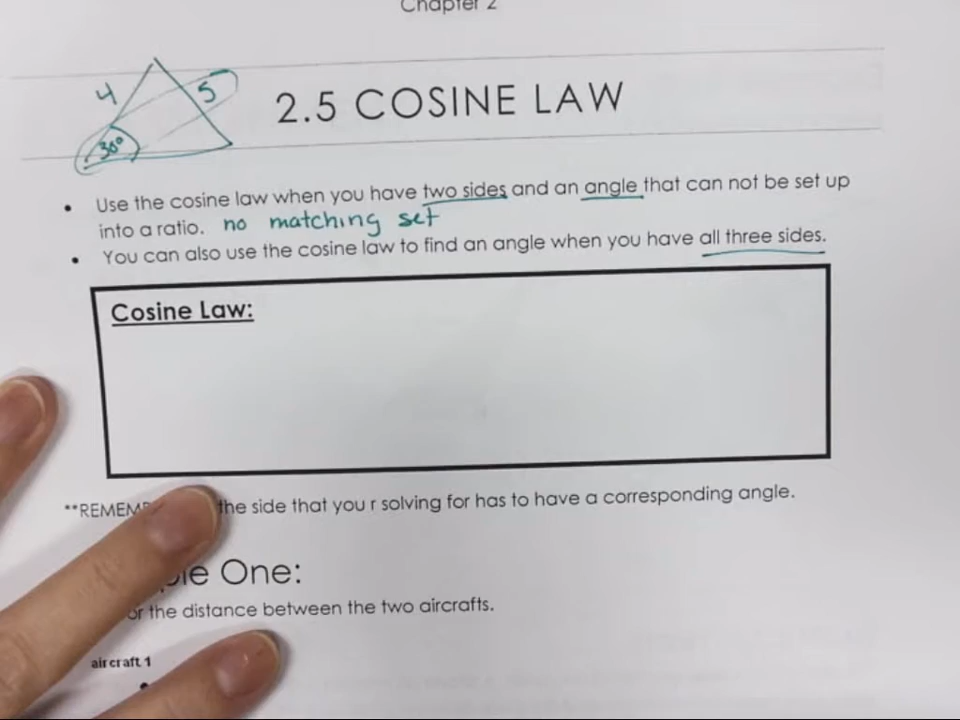 Chapter 2
4
5
30°
2.5 COSINE LAW
• Use the cosine law when you have two sides and an angle that can not be set up
into a ratio. no matching set
• You can also use the cosine law to find an angle when you have all three sides.
Cosine Law:
the side that you r solving for has to have a corresponding angle.
One:
the distance between the two aircrafts.
aircraft 1